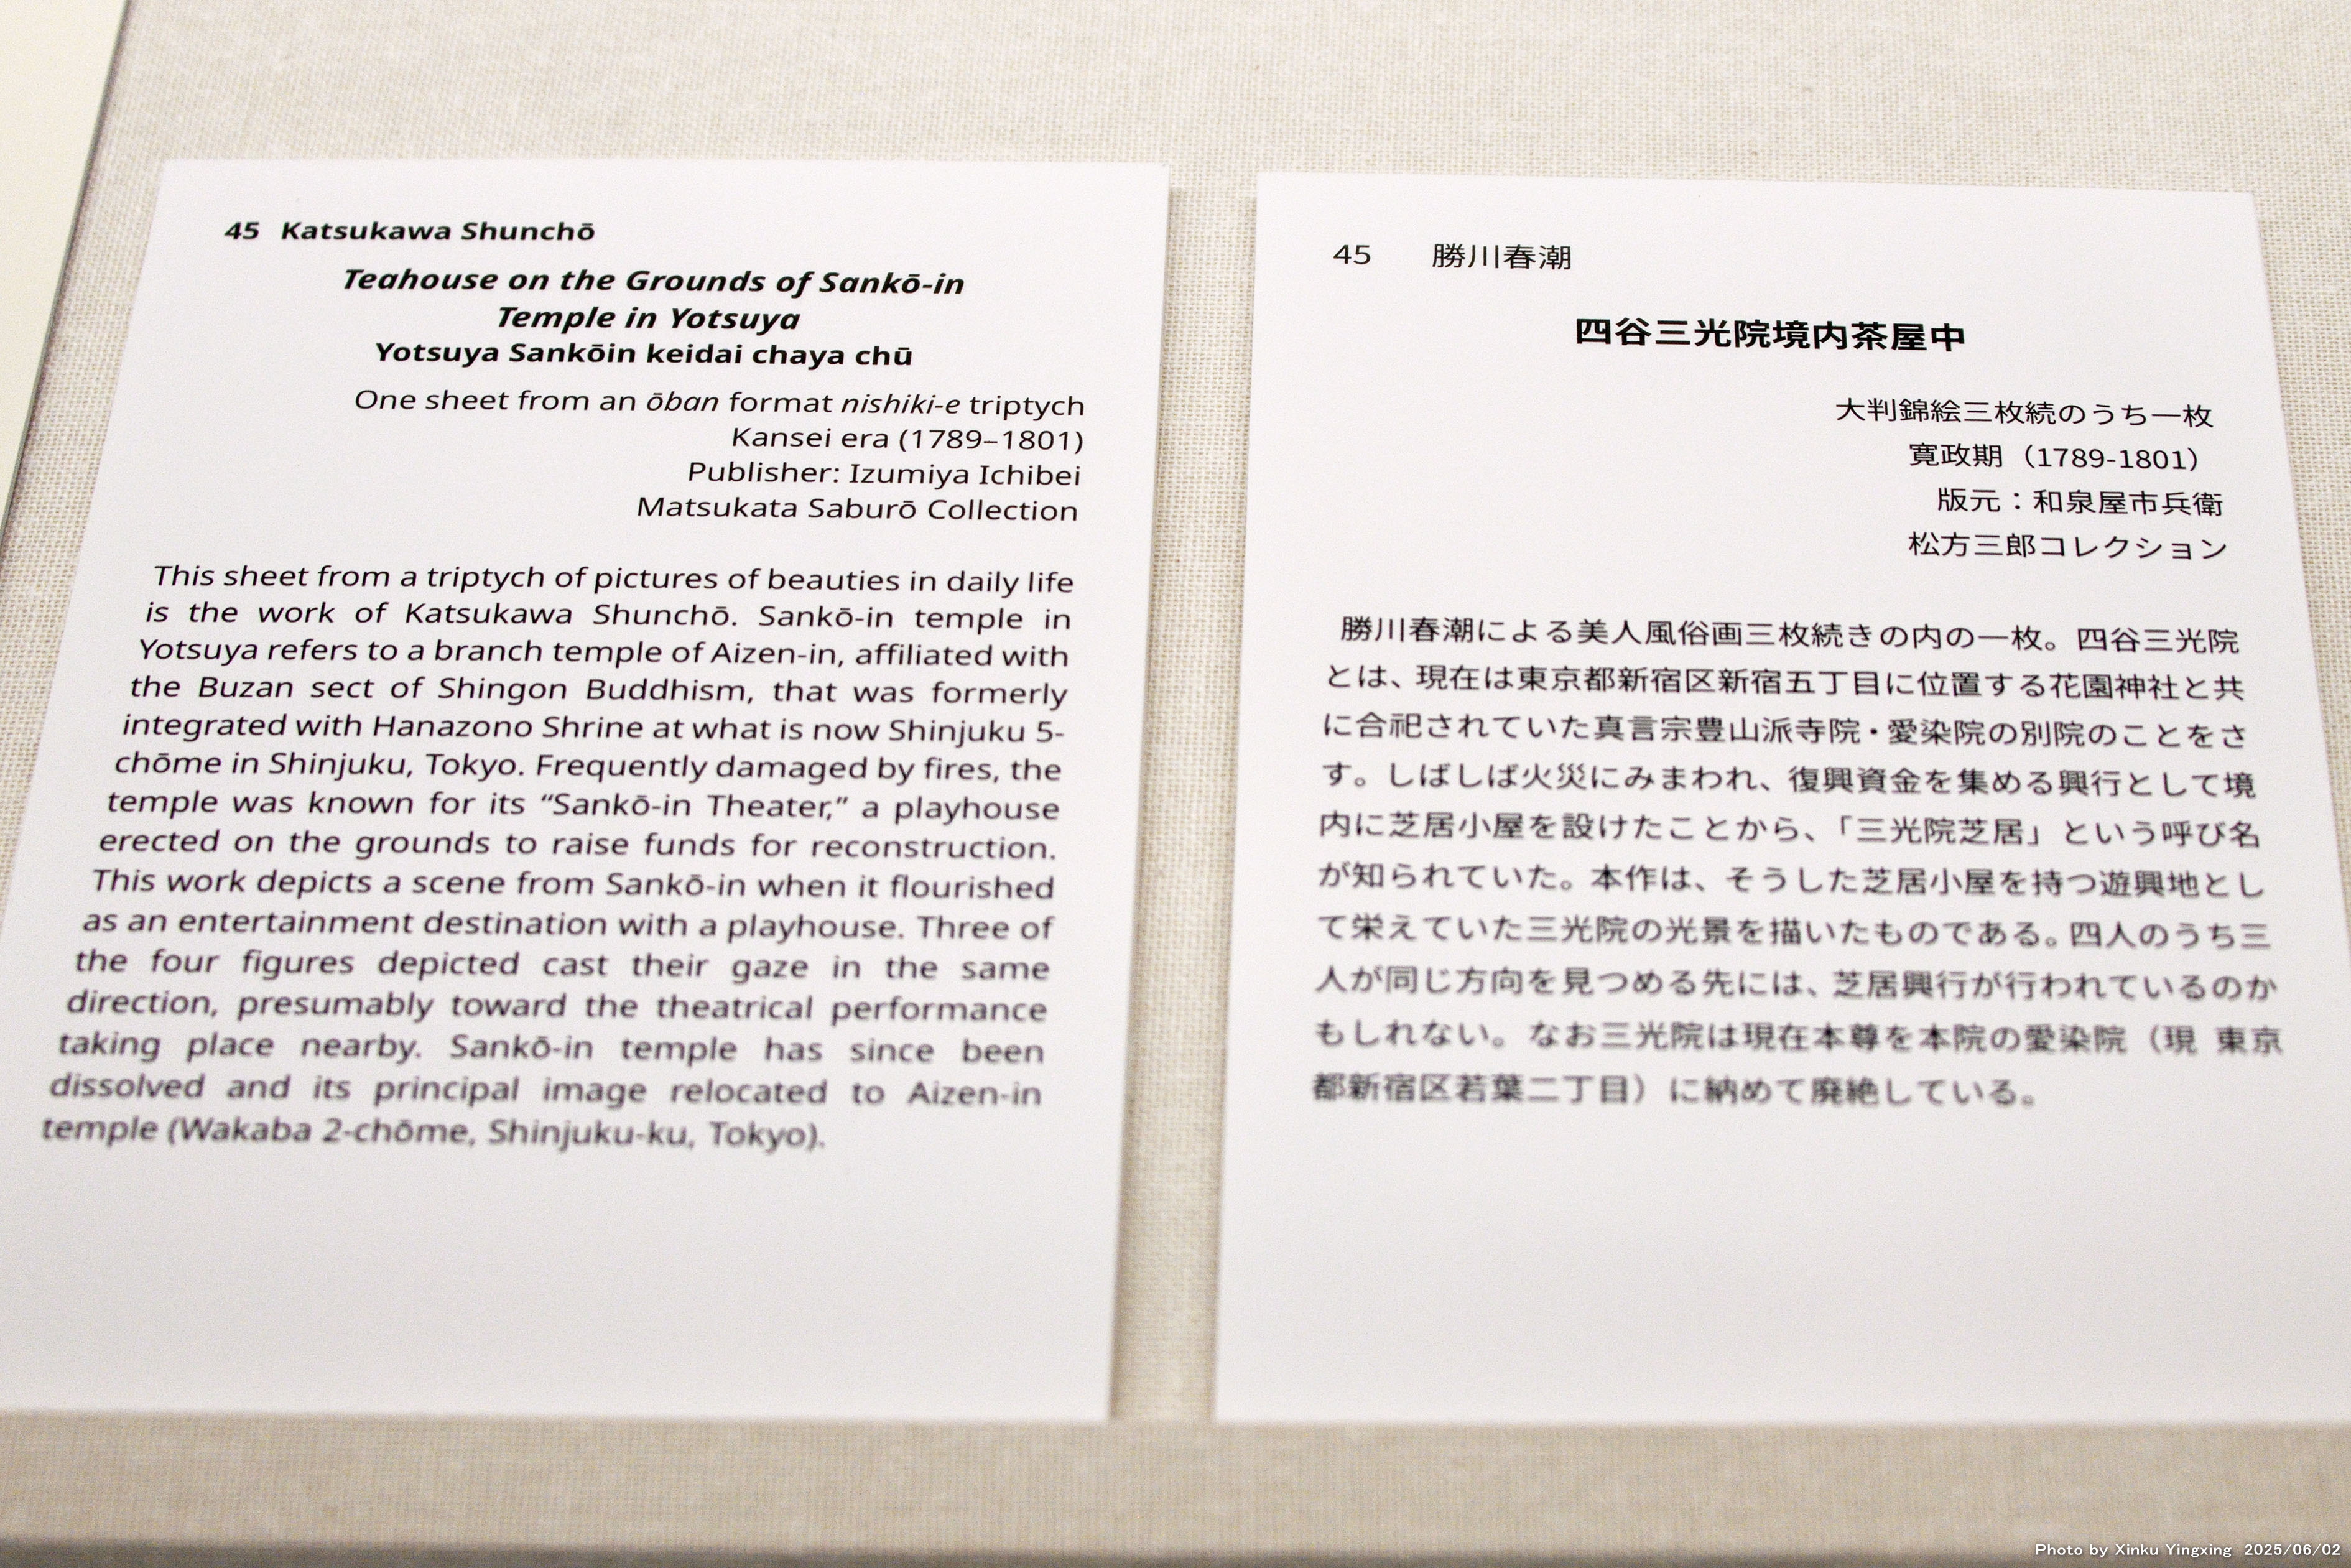 45 Katsukawa Shunchō
Teahouse on the Grounds of Sankō-in
Temple in Yotsuya
Yotsuya Sankōin keidai chaya chū
One sheet from an ōban format nishiki-e triptych
Kansei era (1789–1801)
Publisher: Izumiya Ichibei
Matsukata Saburō Collection
This sheet from a triptych of pictures of beauties in daily life
is the work of Katsukawa Shunchō. Sankō-in temple in
Yotsuya refers to a branch temple of Aizen-in, affiliated with
the Buzan sect of Shingon Buddhism, that was formerly
integrated with Hanazono Shrine at what is now Shinjuku 5-
chōme in Shinjuku, Tokyo. Frequently damaged by fires, the
temple was known for its “Sankō-in Theater,” a playhouse
erected on the grounds to raise funds for reconstruction.
This work depicts a scene from Sankō-in when it flourished
as an entertainment destination with a playhouse. Three of
the four figures depicted cast their gaze in the same
direction, presumably toward the theatrical performance
taking place nearby. Sankō-in temple has since been
dissolved and its principal image relocated to Aizen-in
temple (Wakaba 2-chōme, Shinjuku-ku, Tokyo).
45 勝川春潮
四谷三光院境内茶屋中
大判錦絵三枚続のうち一枚
寛政期（1789-1801）
版元：和泉屋市兵衛
松方三郎コレクション
勝川春潮による美人風俗画三枚続きの内の一枚。四谷三光院
とは、現在は東京都新宿区新宿五丁目に位置する花園神社と共
に合祀されていた真言宗豊山派寺院・愛染院の別院のことをさ
す。しばしば火災にみまわれ、復興資金を集める興行として境
内に芝居小屋を設けたことから、「三光院芝居」という呼び名
が知られていた。本作は、そうした芝居小屋を持つ遊興地とし
て栄えていた三光院の光景を描いたものである。四人のうち三
人が同じ方向を見つめる先には、芝居興行が行われているのか
もしれない。なお三光院は現在本尊を本院の愛染院（現 東京
都新宿区若葉二丁目）に納めて廃絶している。
Photo by Xinku Yingxing 2025/06/02